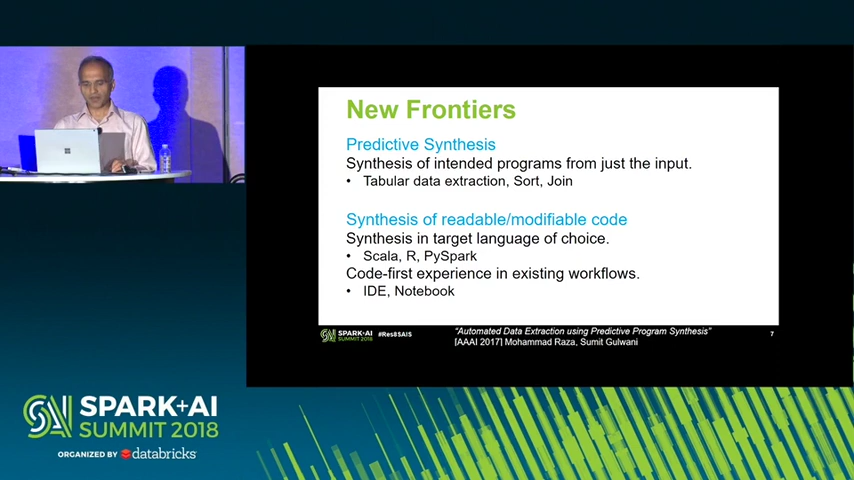 New Frontiers
Predictive Synthesis
Synthesis of intended programs from just the input.
• Tabular data extraction, Sort, Join
Synthesis of readable/modifiable code
Synthesis in target language of choice.
• Scala, R, PySpark
Code-first experience in existing workflows.
• IDE, Notebook
SPARK+AI
SUMMIT 2018
#Res8SAIS
"Automated Data Extraction using Predictive Program Synthesis"
[AAAI 2017] Mohammad Raza, Sumit Gulwani
7
SPARK+AI
SUMMIT 2018
ORGANIZED BY databricks